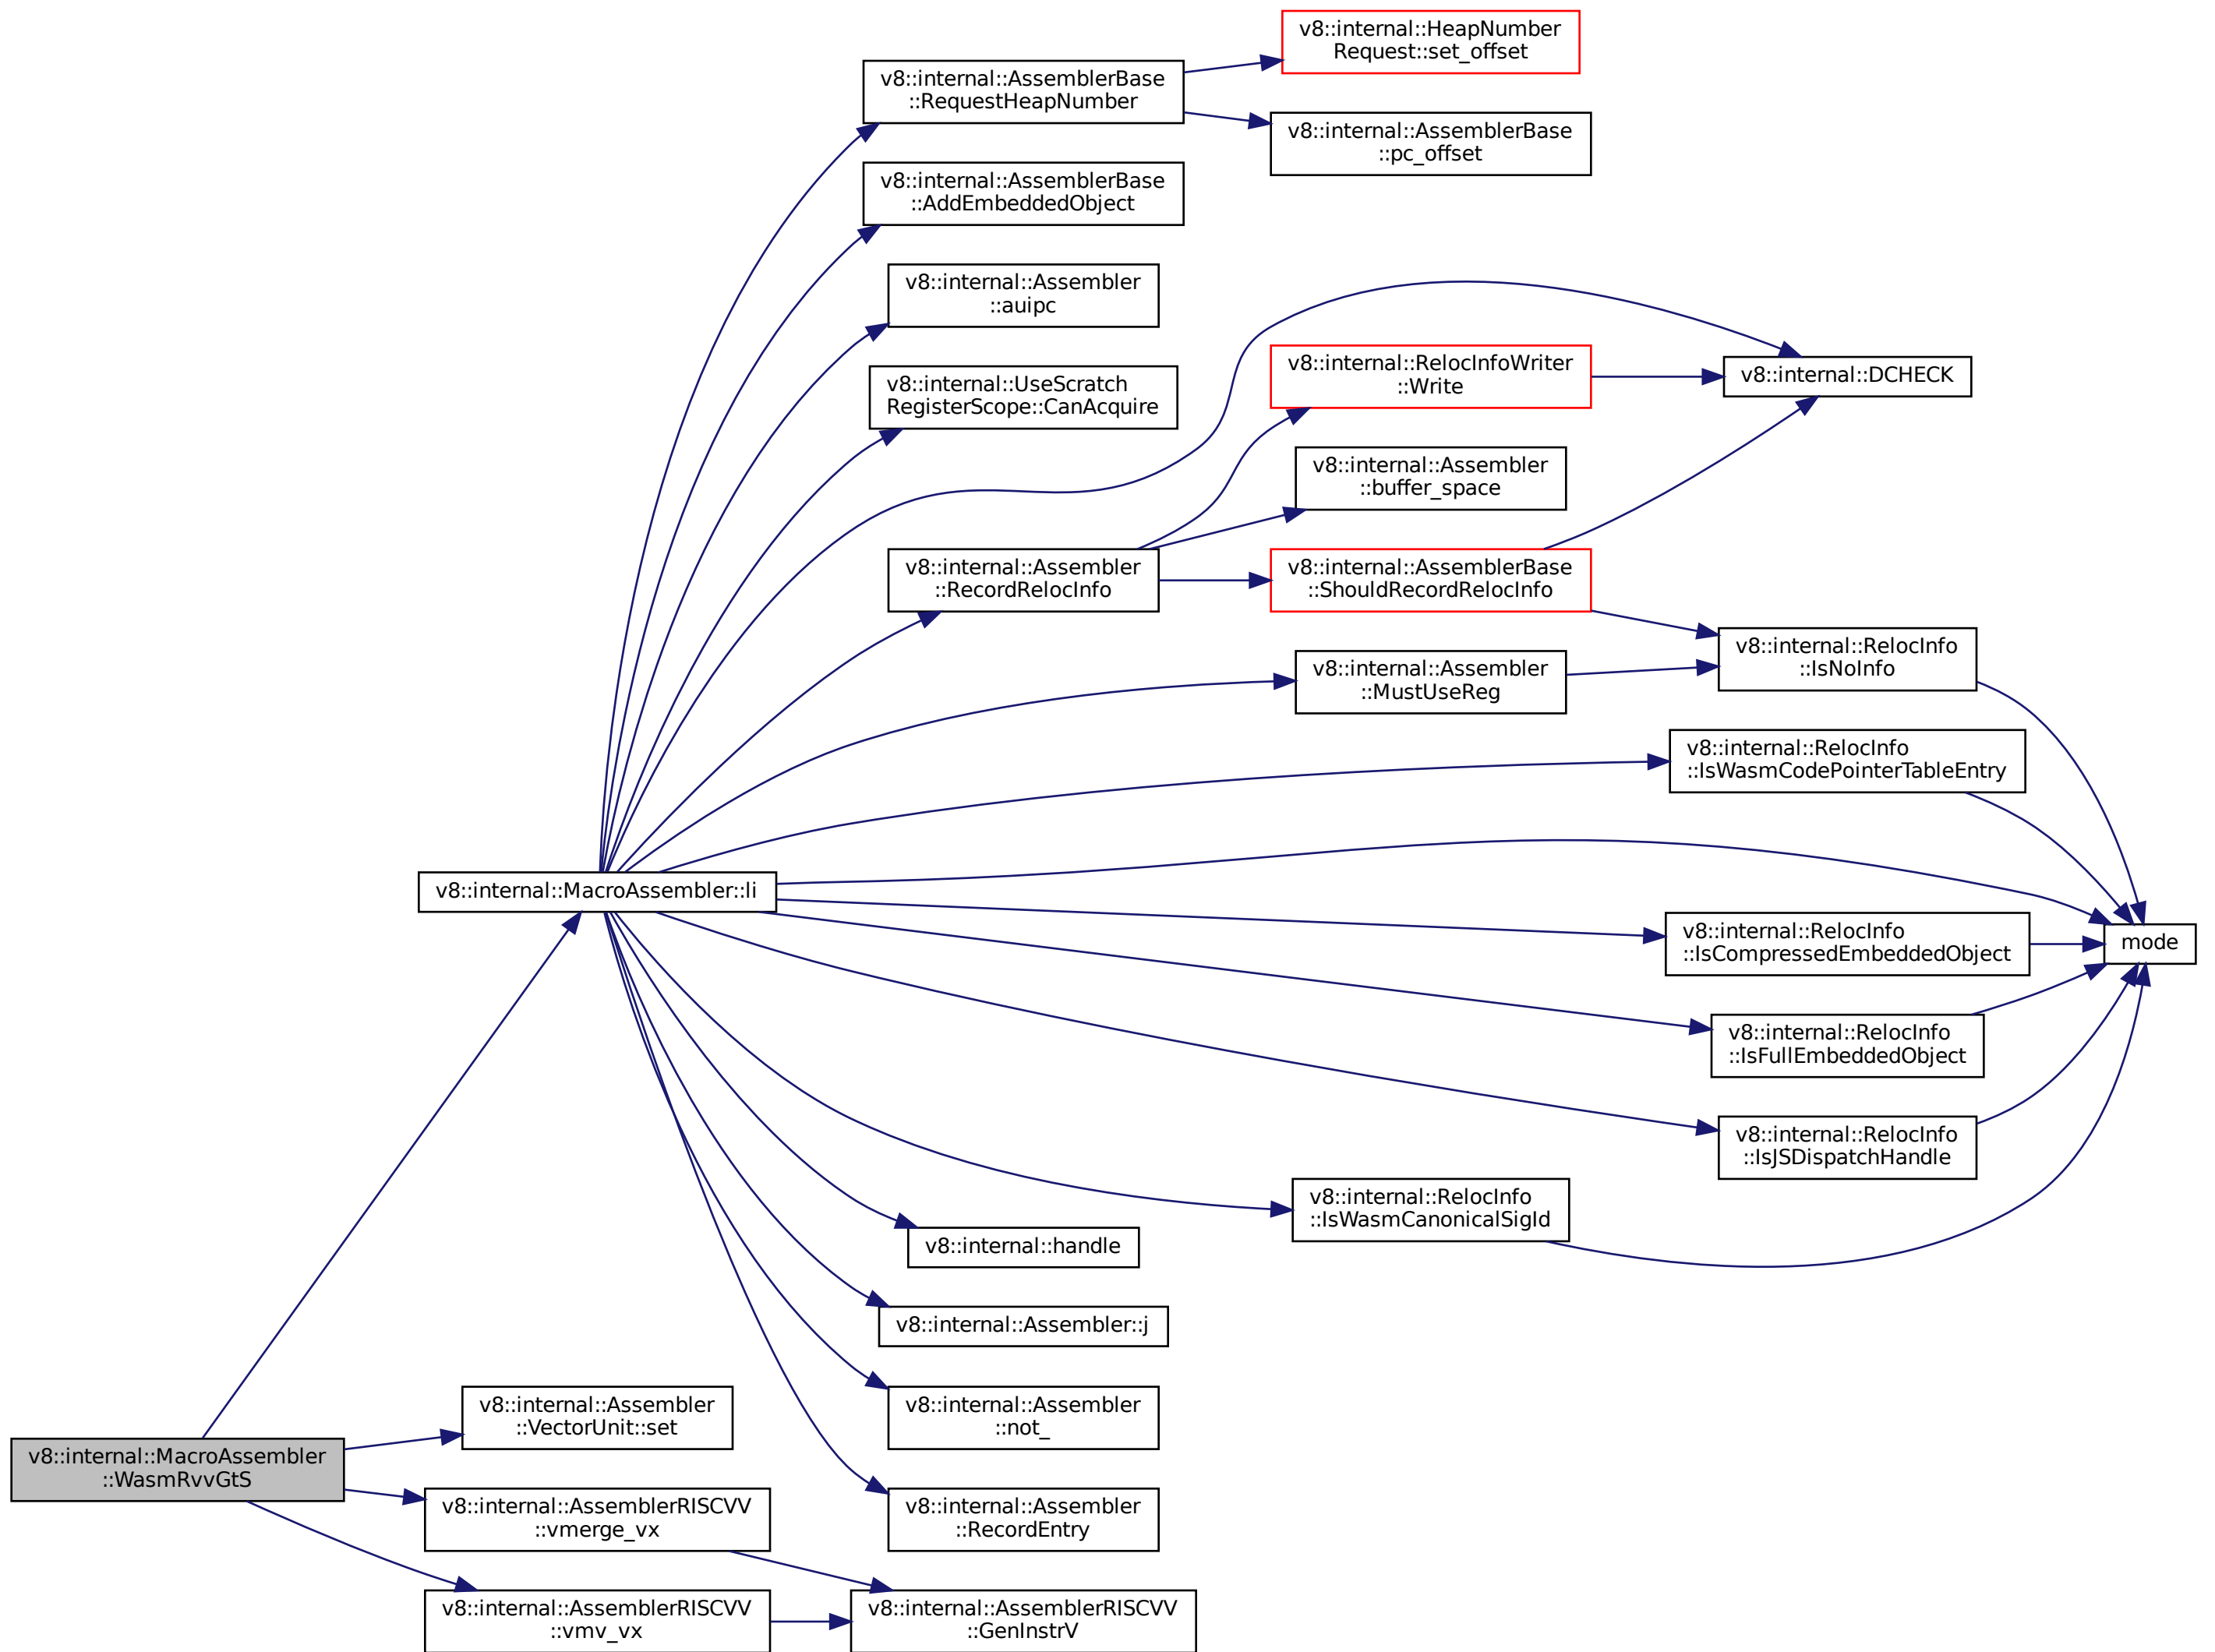 v8::internal::HeapNumber
Request::set_offset
v8::internal::AssemblerBase
::RequestHeapNumber
v8::internal::AssemblerBase
::pc_offset
v8::internal::AssemblerBase
::AddEmbeddedObject
v8::internal::Assembler
::auipc
v8::internal::UseScratch
RegisterScope::CanAcquire
v8::internal::RelocInfoWriter
::Write
v8::internal::DCHECK
v8::internal::Assembler
::buffer_space
v8::internal::Assembler
::RecordRelocInfo
v8::internal::AssemblerBase
::ShouldRecordRelocInfo
v8::internal::RelocInfo
::IsNoInfo
v8::internal::Assembler
::MustUseReg
v8::internal::RelocInfo
::IsWasmCodePointerTableEntry
v8::internal::MacroAssembler::li
v8::internal::RelocInfo
::IsCompressedEmbeddedObject
mode
v8::internal::RelocInfo
::IsFullEmbeddedObject
v8::internal::RelocInfo
::IsJSDispatchHandle
v8::internal::RelocInfo
::IsWasmCanonicalSigId
v8::internal::handle
v8::internal::Assembler::j
v8::internal::Assembler
::VectorUnit::set
v8::internal::Assembler
::not_
v8::internal::MacroAssembler
::WasmRvvGtS
v8::internal::AssemblerRISCVV
::vmerge_vx
v8::internal::Assembler
::RecordEntry
v8::internal::AssemblerRISCVV
::vmv_vx
v8::internal::AssemblerRISCVV
::GenInstrV